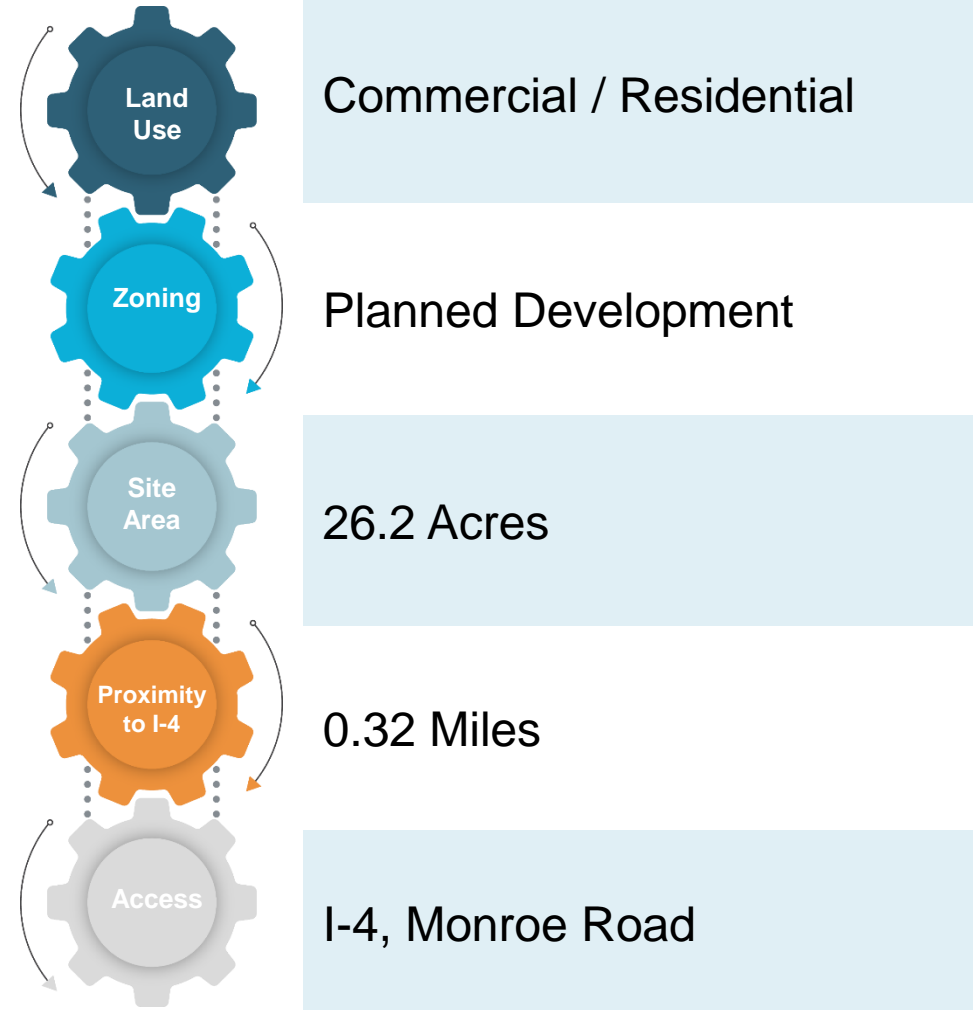 Land
Use
Commercial / Residential
Zoning
Planned Development
Site
Area
26.2 Acres
Proximity
to I-4
0.32 Miles
Access
I-4, Monroe Road